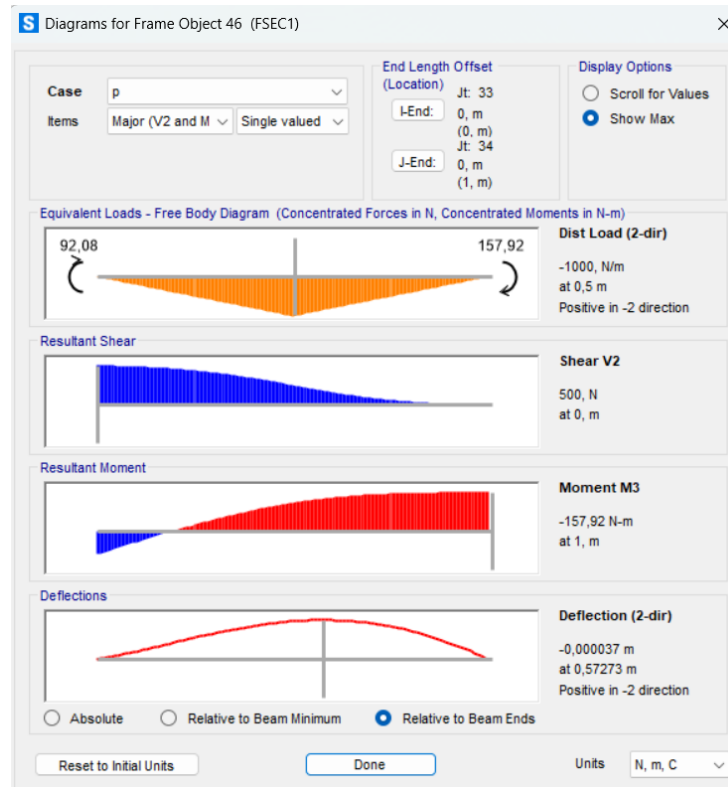 S Diagrams for Frame Object 46 (FSEC1)
Case p
Items Major (V2 and M Single valued
End Length Offset
(Location)
Jt: 33
I-End: 0, m
(0, m)
Jt: 34
J-End: 0, m
(1, m)
Display Options
Scroll for Values
Show Max
Equivalent Loads - Free Body Diagram (Concentrated Forces in N, Concentrated Moments in N-m)
92,08 157,92
Dist Load (2-dir)
-1000, N/m
at 0,5 m
Positive in -2 direction
Resultant Shear
Shear V2
500, N
at 0, m
Resultant Moment
Moment M3
-157,92 N-m
at 1, m
Deflections
Deflection (2-dir)
-0,000037 m
at 0,57273 m
Positive in -2 direction
Absolute Relative to Beam Minimum Relative to Beam Ends
Reset to Initial Units Done Units N, m, C